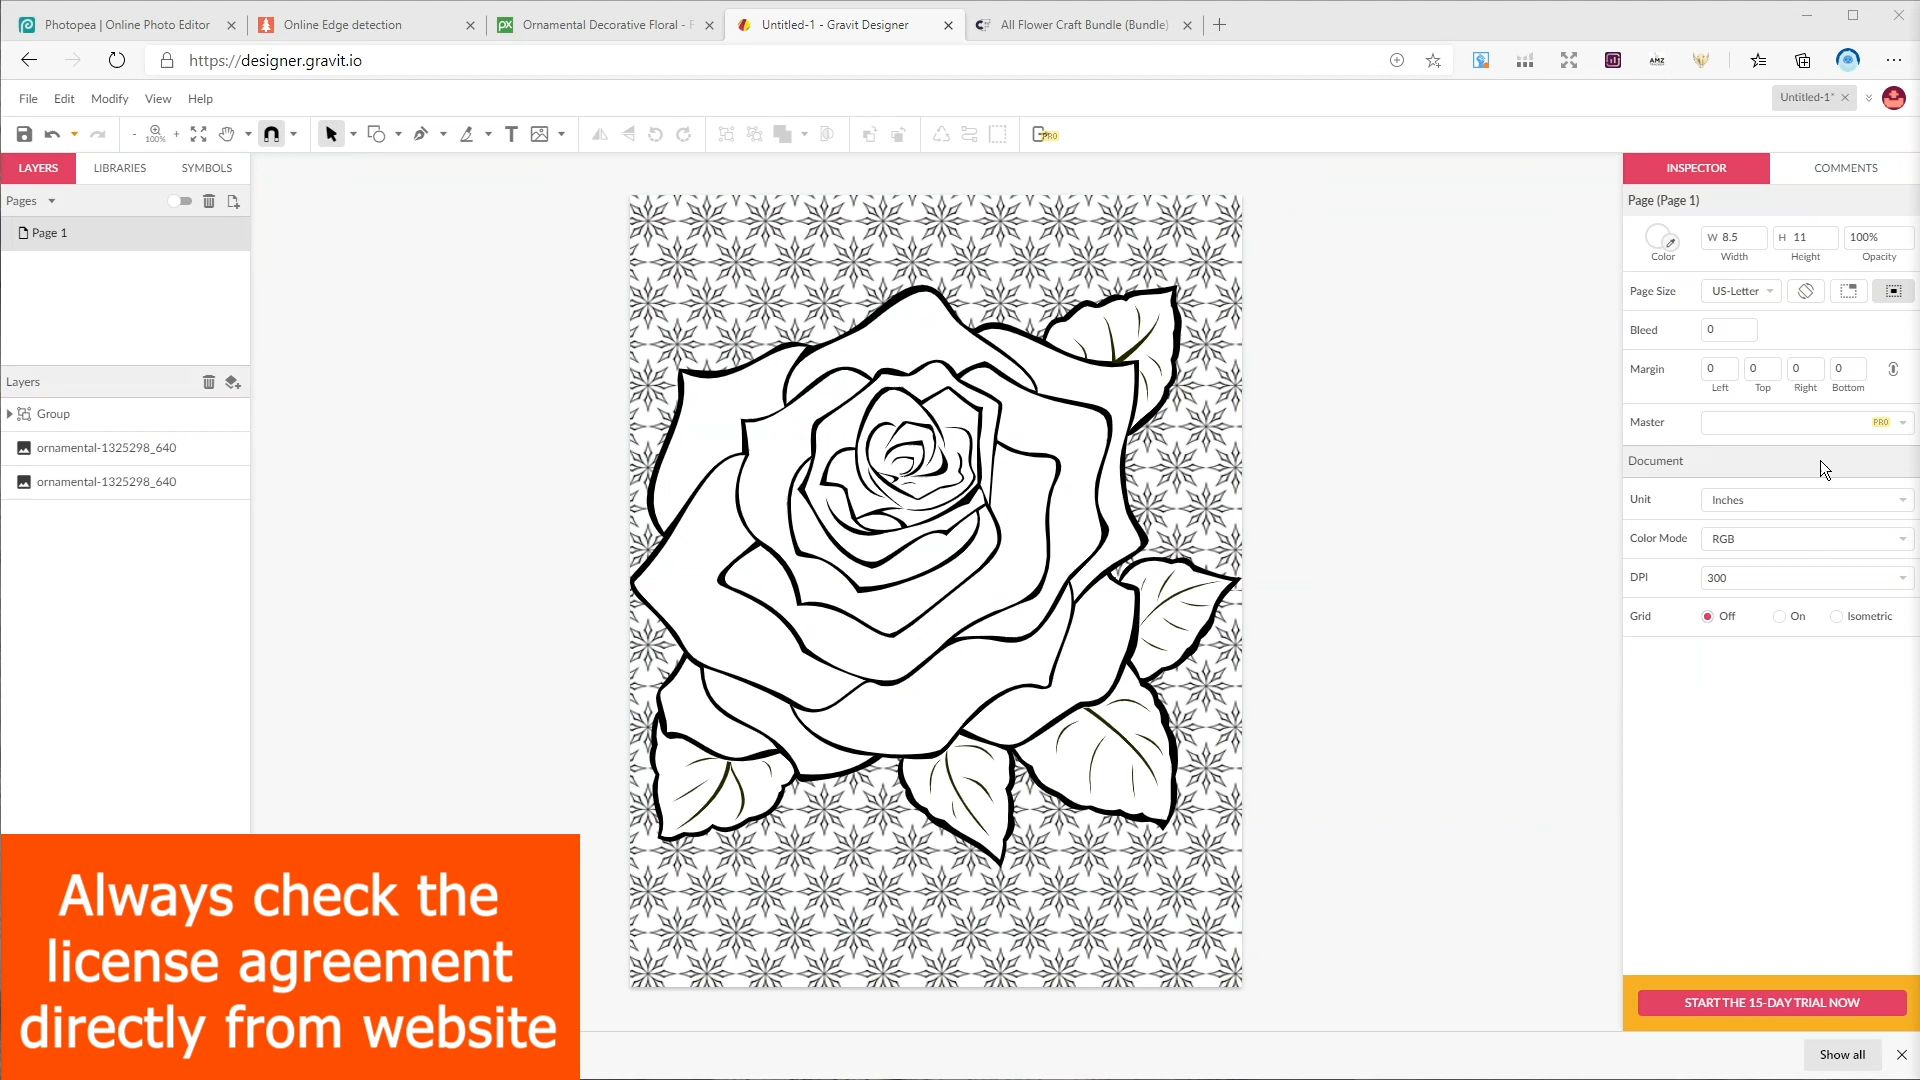 Photopea | Online Photo Editor
Online Edge detection
Ornamental Decorative Floral - F
Untitled-1 - Gravit Designer
All Flower Craft Bundle (Bundle)
https://designer.gravit.io
AMZ
File Edit Modify View Help
Untitled-1*
- 100% +
PRO
LAYERS LIBRARIES SYMBOLS
INSPECTOR COMMENTS
Pages
Page 1
Layers
Group
ornamental-1325298_640
ornamental-1325298_640
Page (Page 1)
W 8.5 H 11 100%
Color Width Height Opacity
Page Size US-Letter
Bleed 0
Margin 0 0 0 0
Left Top Right Bottom
Master PRO
Document
Unit Inches
Color Mode RGB
DPI 300
Grid Off On Isometric
START THE 15-DAY TRIAL NOW
Show all
Always check the
license agreement
directly from website